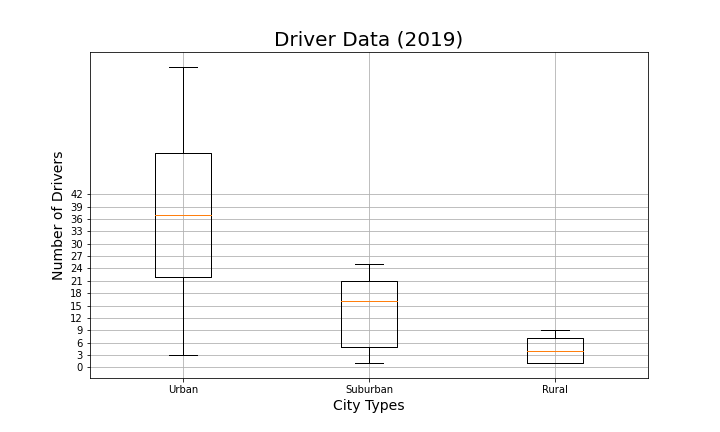 Driver Data (2019)
Number of Drivers
42
39
36
33
30
27
24
21
18
15
12
9
6
3
0
Urban
Suburban
Rural
City Types